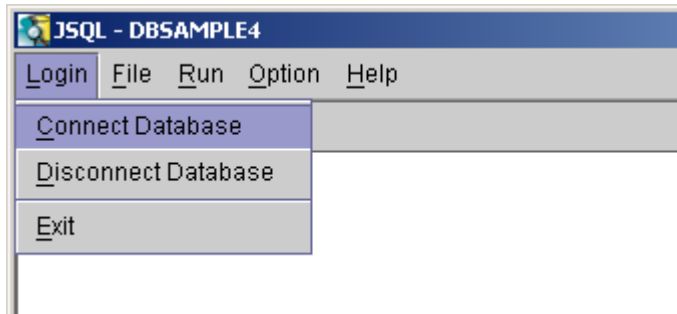 JSQL - DBSAMPLE4
Login File Run Option Help
Connect Database
Disconnect Database
Exit